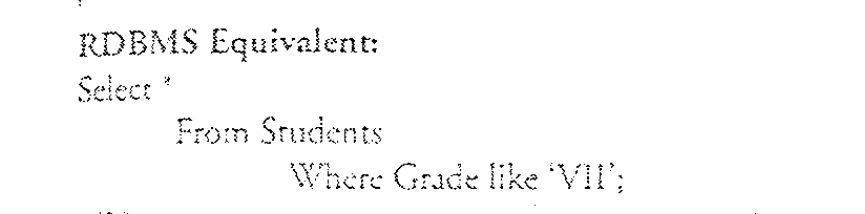 RDBMS Equivalent:
Select *
From Students
Where Grade like ‘VII’;